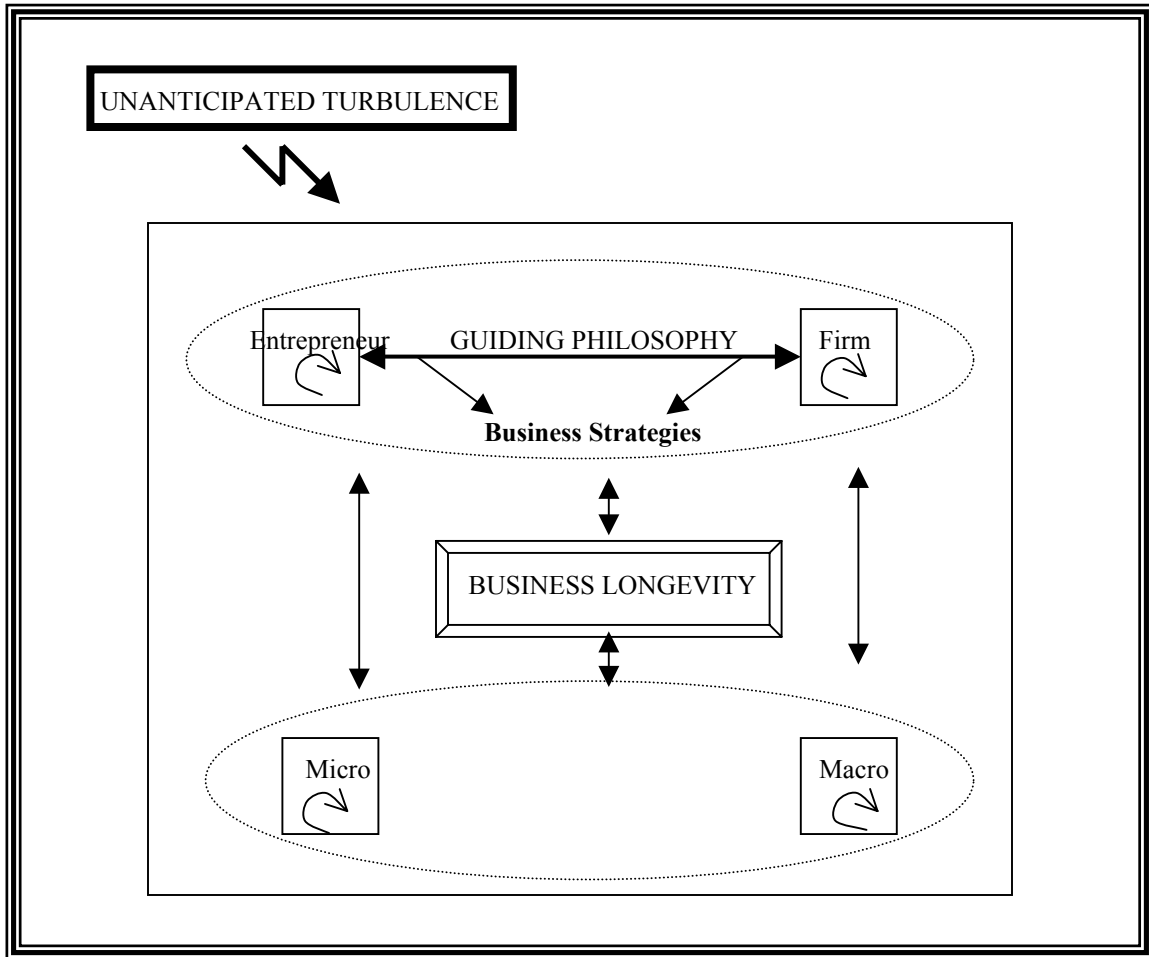 UNANTICIPATED TURBULENCE
Entrepreneur GUIDING PHILOSOPHY Firm
Business Strategies
BUSINESS LONGEVITY
Micro Macro